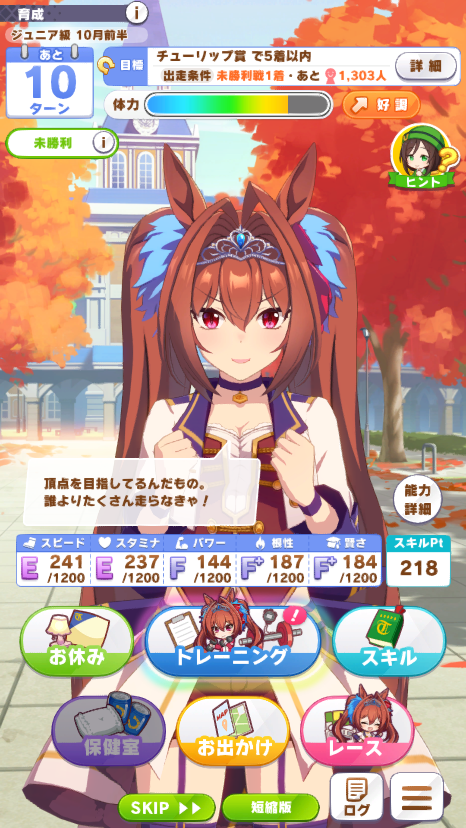 育成
ジュニア級 10月前半
あと
10
ターン
目標
チューリップ賞 で5着以内
出走条件 未勝利戦1着・あと 1,303人
詳細
体力
好調
未勝利
ヒント
頂点を目指してるんだもの。
誰よりたくさん走らなきゃ！
能力
詳細
スピード スタミナ パワー 根性 賢さ スキルPt
E 241 /1200 E 237 /1200 F 144 /1200 F+ 187 /1200 F+ 184 /1200 218
お休み トレーニング スキル
保健室 お出かけ レース
SKIP 短縮版 ログ